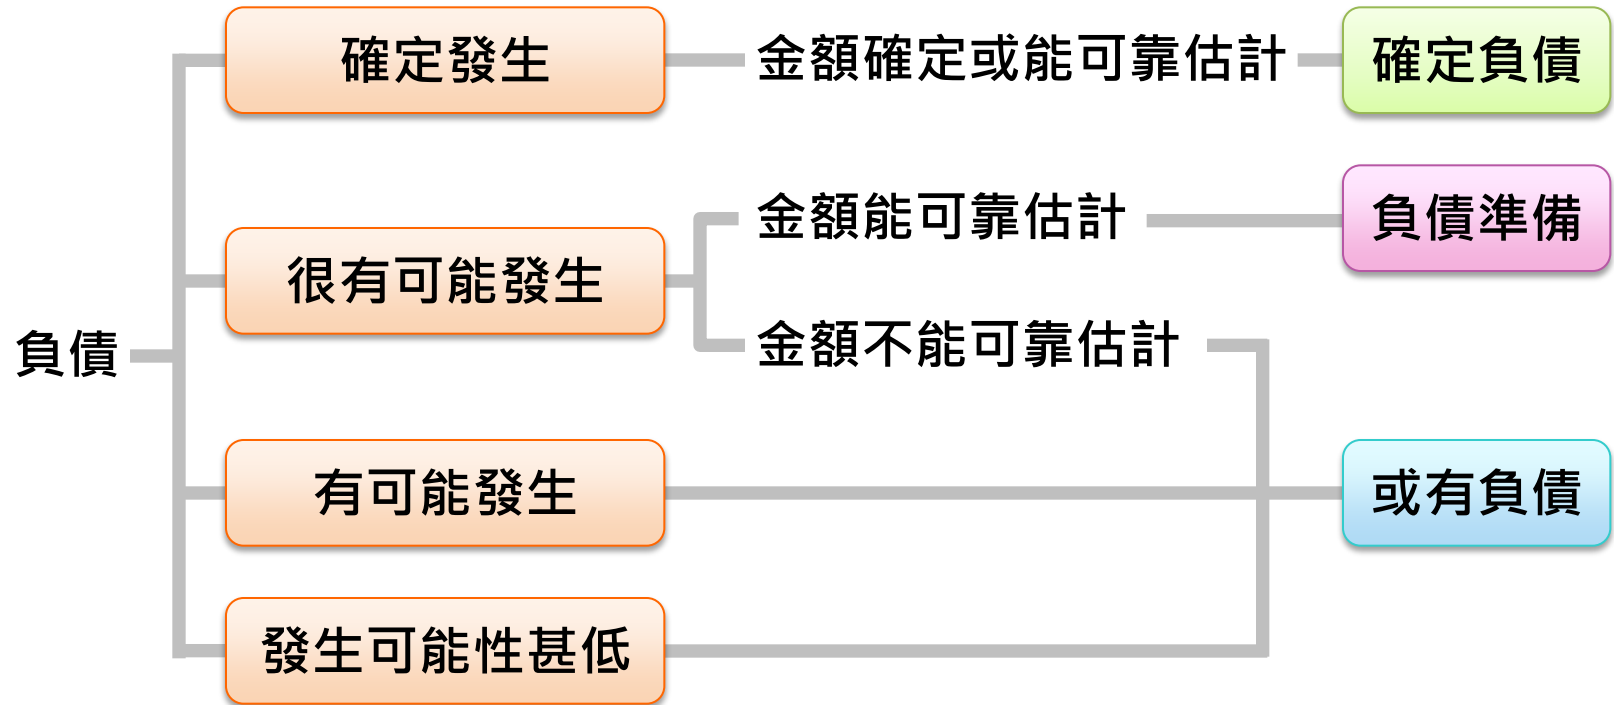 負債
確定發生
金額確定或能可靠估計
確定負債
很有可能發生
金額能可靠估計
負債準備
金額不能可靠估計
有可能發生
或有負債
發生可能性甚低